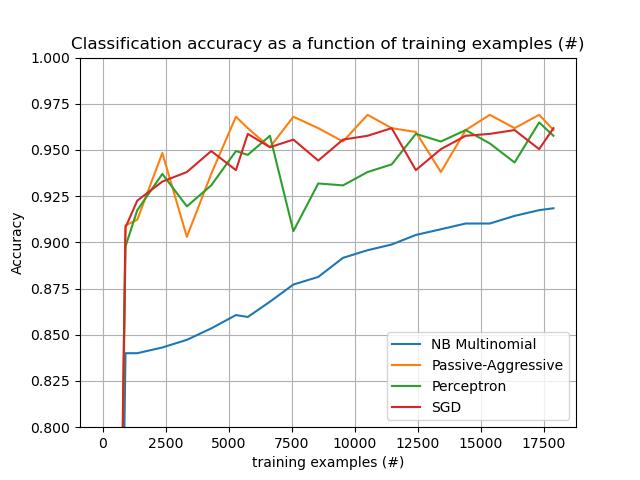 Classification accuracy as a function of training examples (#)
1.000
0.975
0.950
0.925
0.900
0.875
0.850
0.825
0.800
Accuracy
NB Multinomial
Passive-Aggressive
Perceptron
SGD
0 2500 5000 7500 10000 12500 15000 17500
training examples (#)